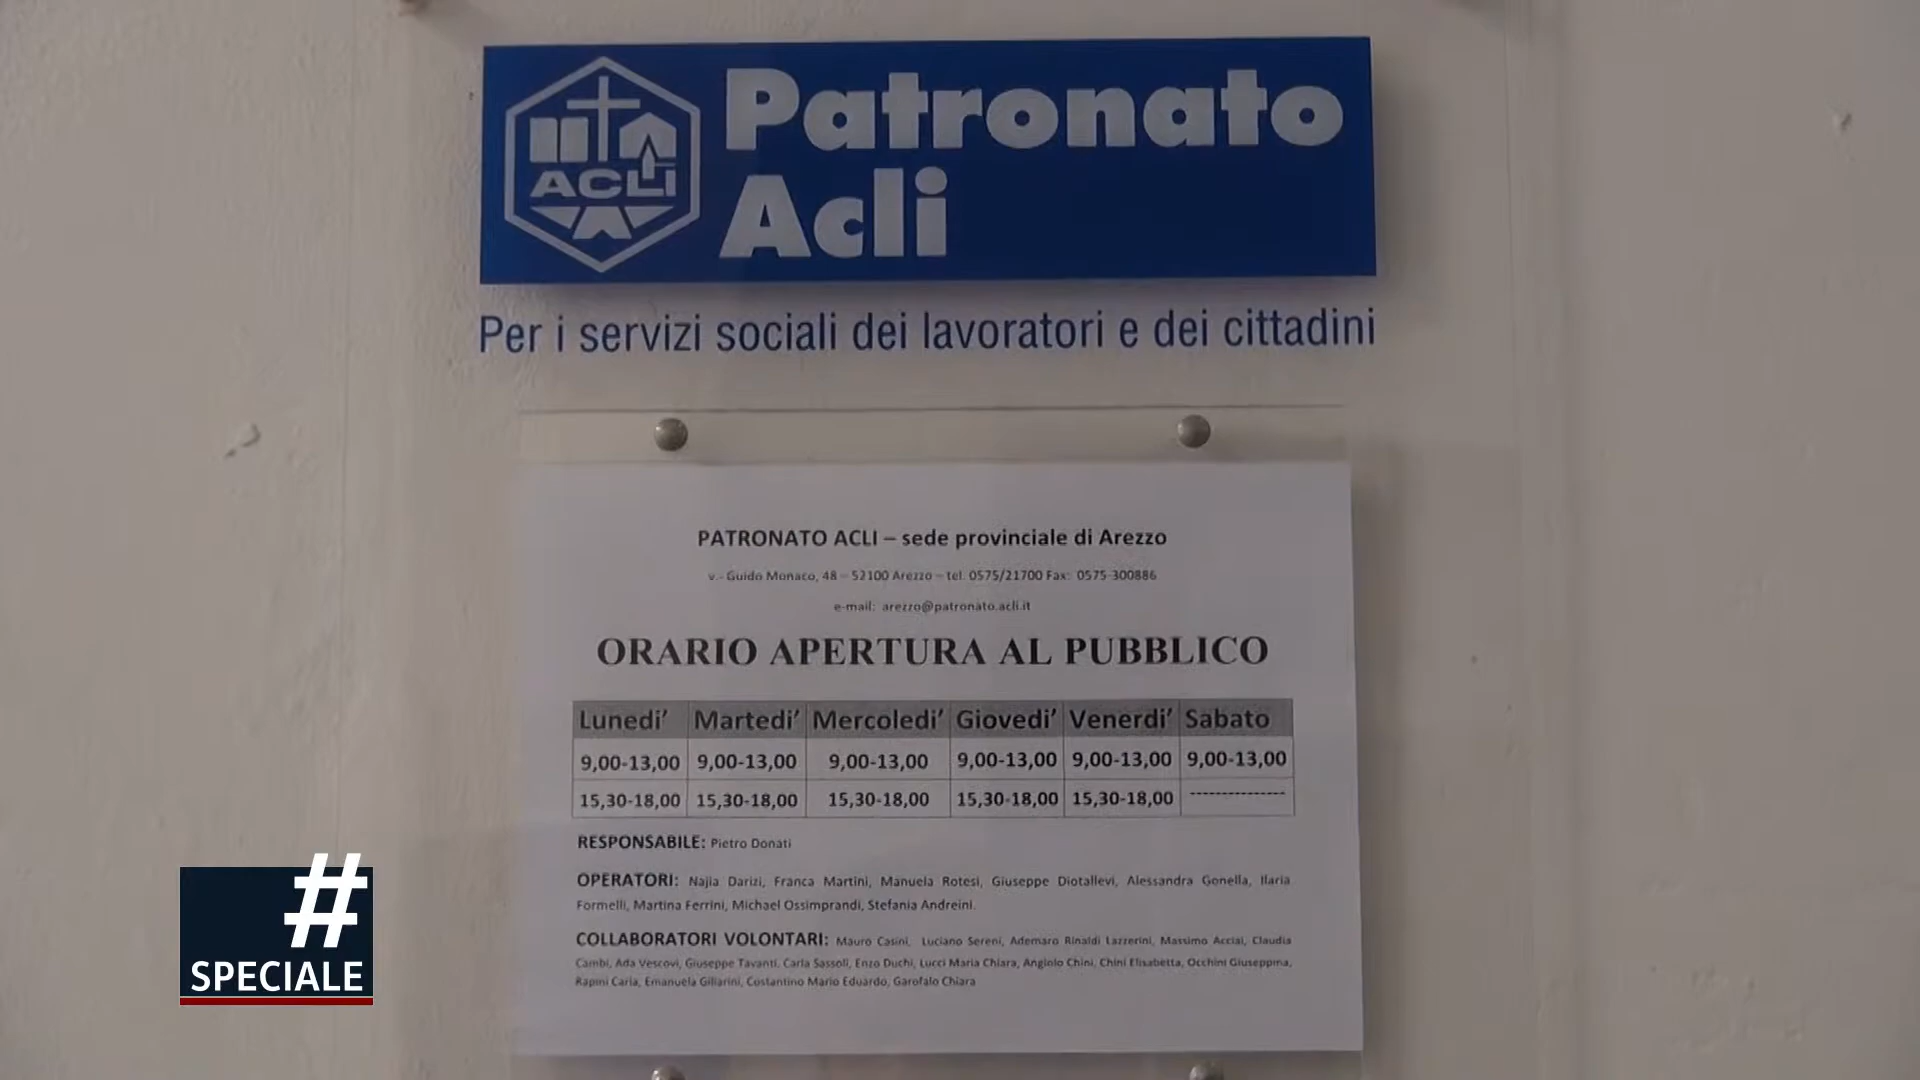 Patronato
Acli
ACLI
Per i servizi sociali dei lavoratori e dei cittadini
PATRONATO ACLI – sede provinciale di Arezzo
v.- Guido Monaco, 48 – 52100 Arezzo – tel. 0575/21700 Fax: 0575-300886
e-mail: arezzo@patronato.acli.it
ORARIO APERTURA AL PUBBLICO
Lunedi’ Martedi’ Mercoledi’ Giovedi’ Venerdi’ Sabato
9,00-13,00 9,00-13,00 9,00-13,00 9,00-13,00 9,00-13,00 9,00-13,00
15,30-18,00 15,30-18,00 15,30-18,00 15,30-18,00 15,30-18,00 ---------------
RESPONSABILE: Pietro Donati
OPERATORI: Najia Darizi, Franca Martini, Manuela Rotesi, Giuseppe Diotallevi, Alessandra Gonella, Ilaria
Formelli, Martina Ferrini, Michael Ossimprandi, Stefania Andreini.
COLLABORATORI VOLONTARI: Mauro Casini, Luciano Sereni, Ademaro Rinaldi Lazzerini, Massimo Acciai, Claudia
Cambi, Ada Vescovi, Giuseppe Tavanti, Carla Sassoli, Enzo Duchi, Lucci Maria Chiara, Angiolo Chini, Chini Elisabetta, Occhini Giuseppina,
Rapini Carla, Emanuela Gillarini, Costantino Mario Eduardo, Garofalo Chiara
#
SPECIALE